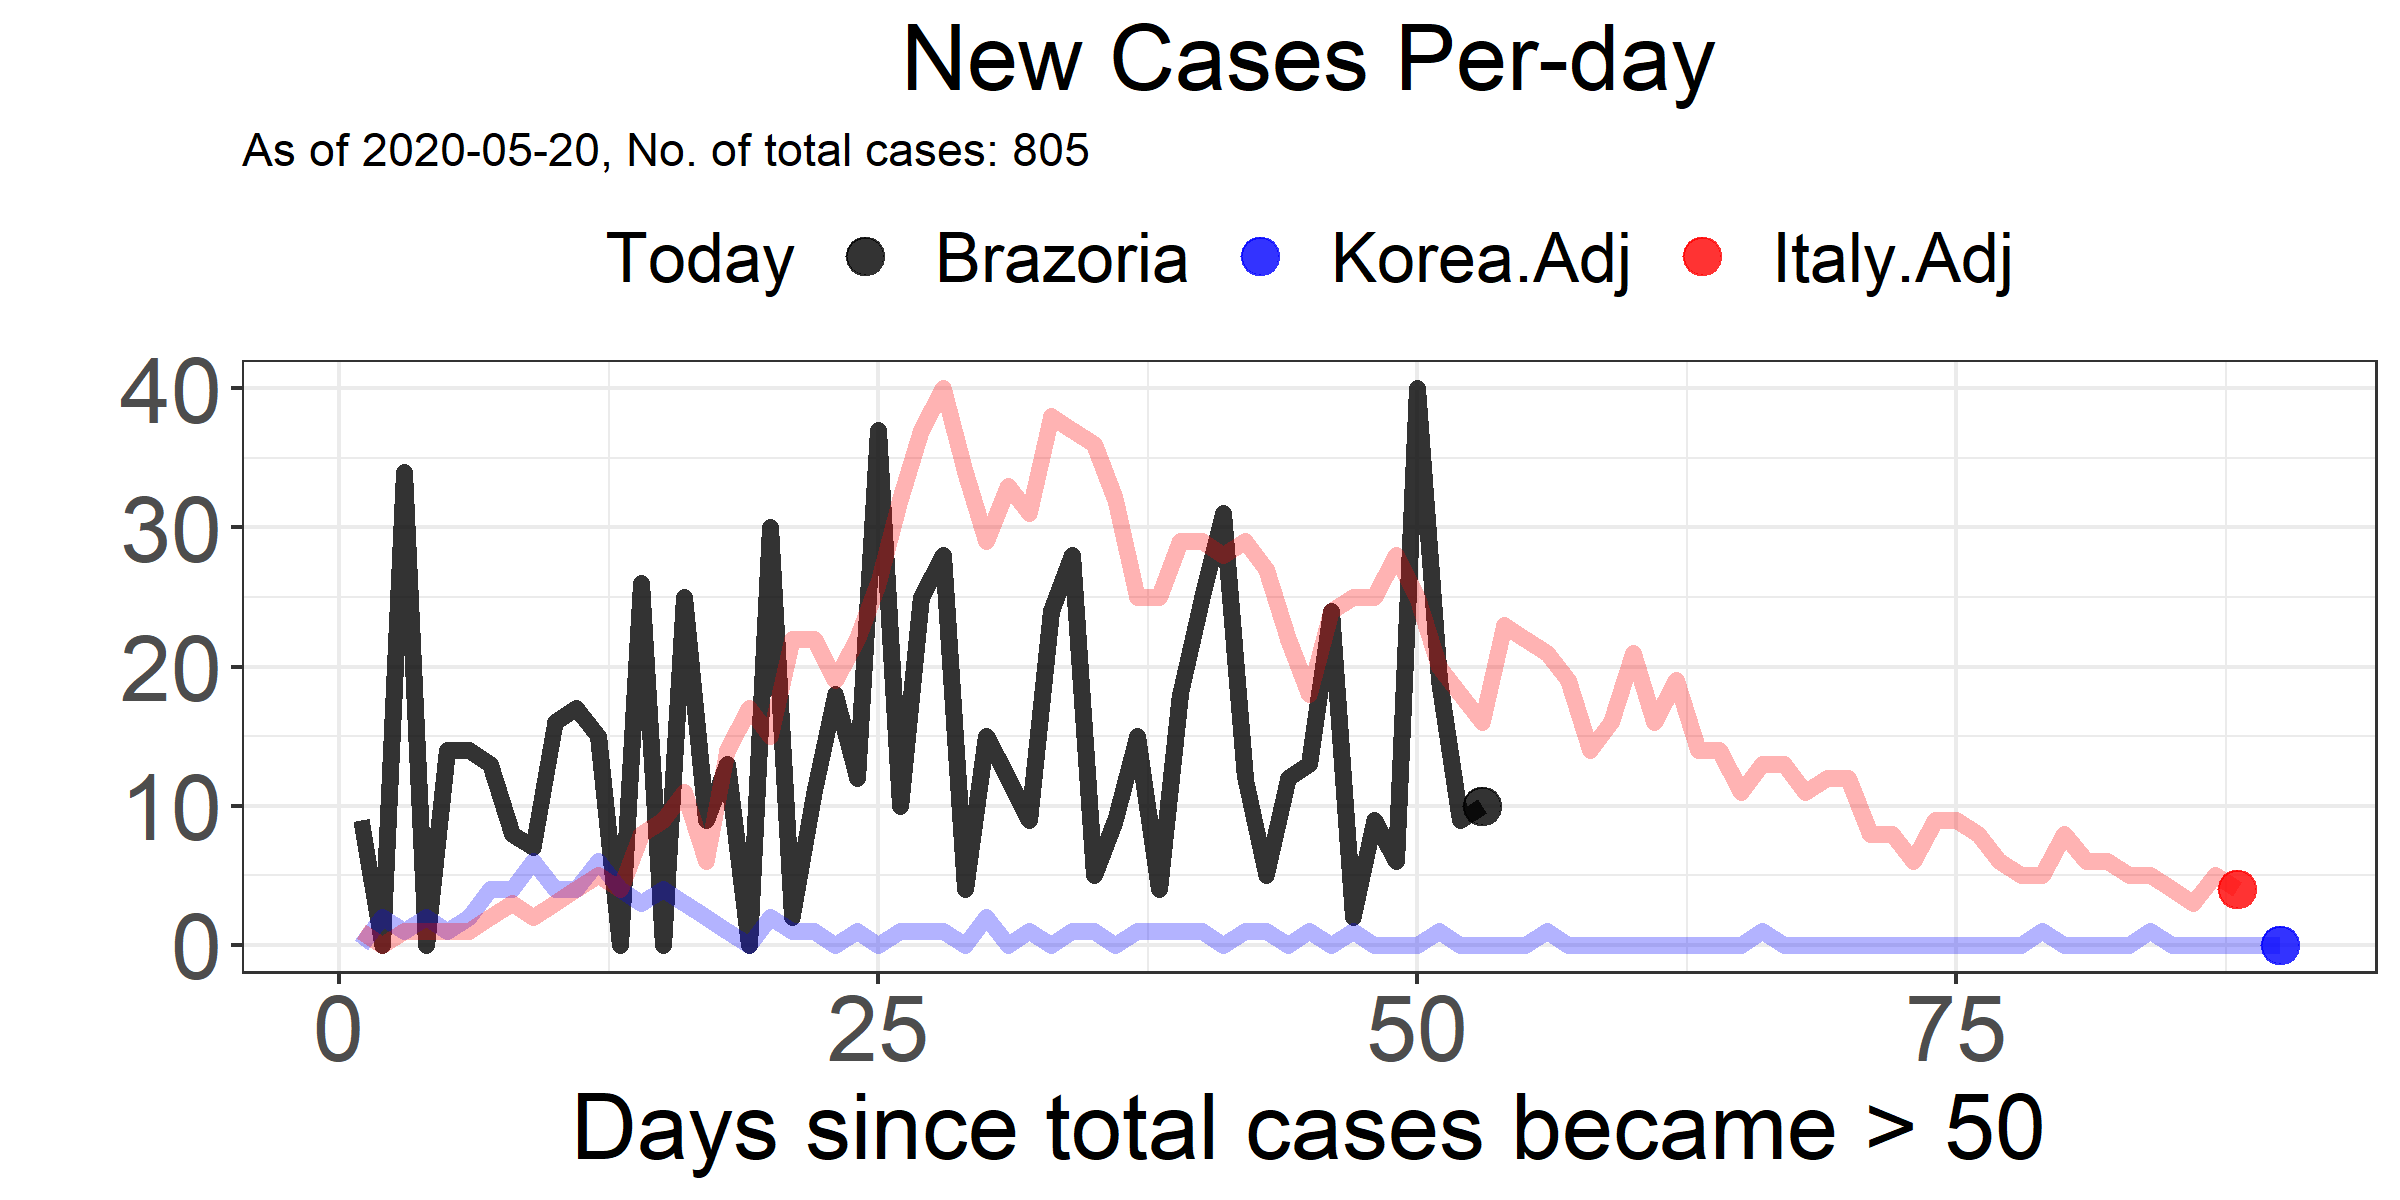 New Cases Per-day
As of 2020-05-20, No. of total cases: 805
Today Brazoria Korea.Adj Italy.Adj
40
30
20
10
0
0 25 50 75
Days since total cases became > 50